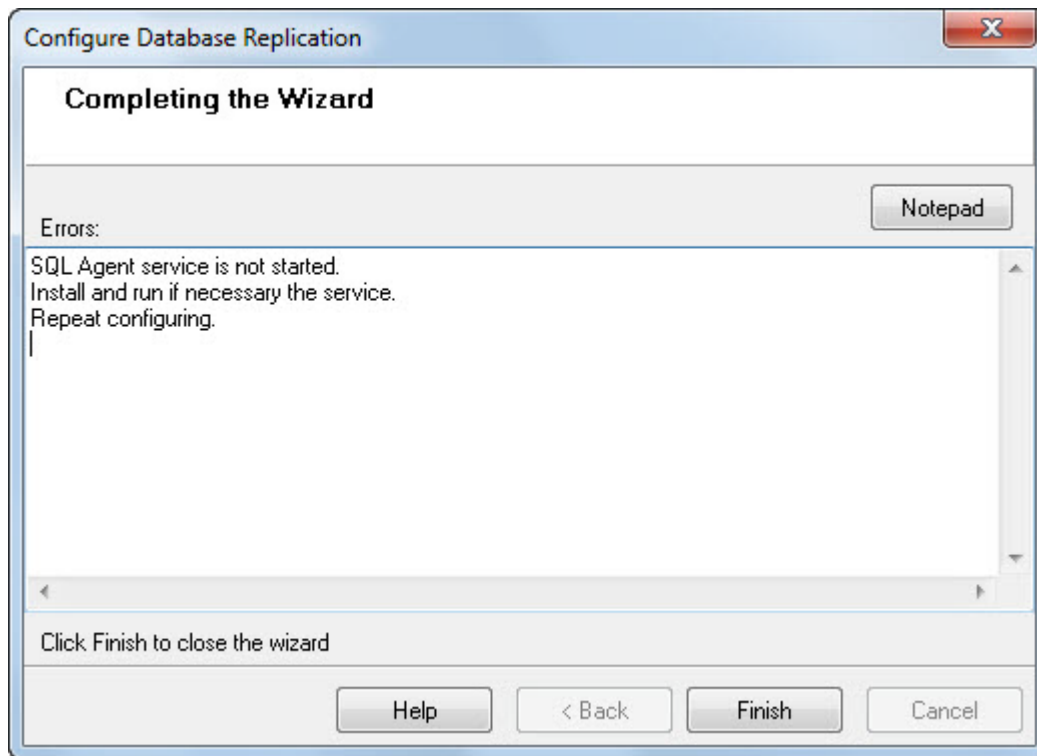 Configure Database Replication
Completing the Wizard
Notepad
Errors:
SQL Agent service is not started.
Install and run if necessary the service.
Repeat configuring.
Click Finish to close the wizard
Help
< Back
Finish
Cancel